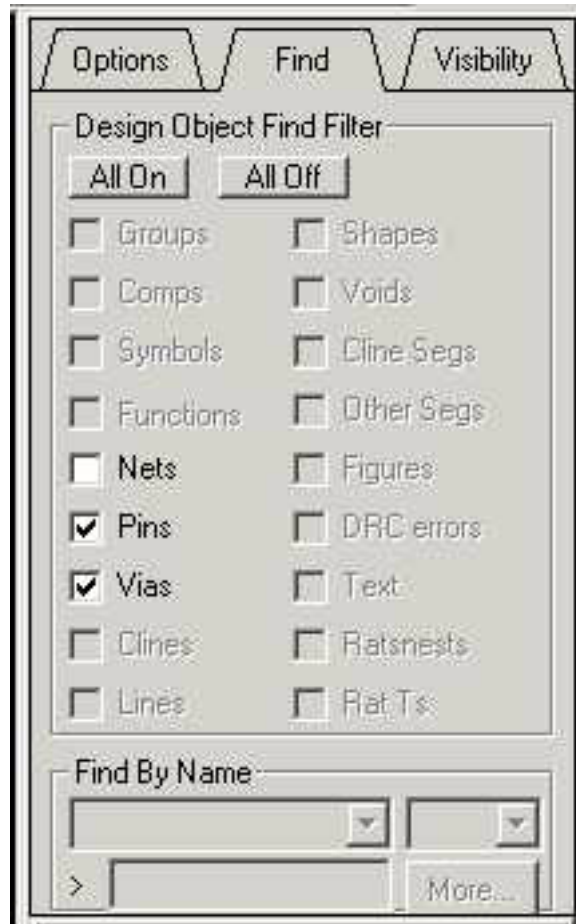 Options Find Visibility
Design Object Find Filter
All On All Off
Groups Shapes
Comps Voids
Symbols Cline Segs
Functions Other Segs
Nets Figures
Pins DRC errors
Vias Text
Clines Ratsnests
Lines Rat Ts
Find By Name
> More...